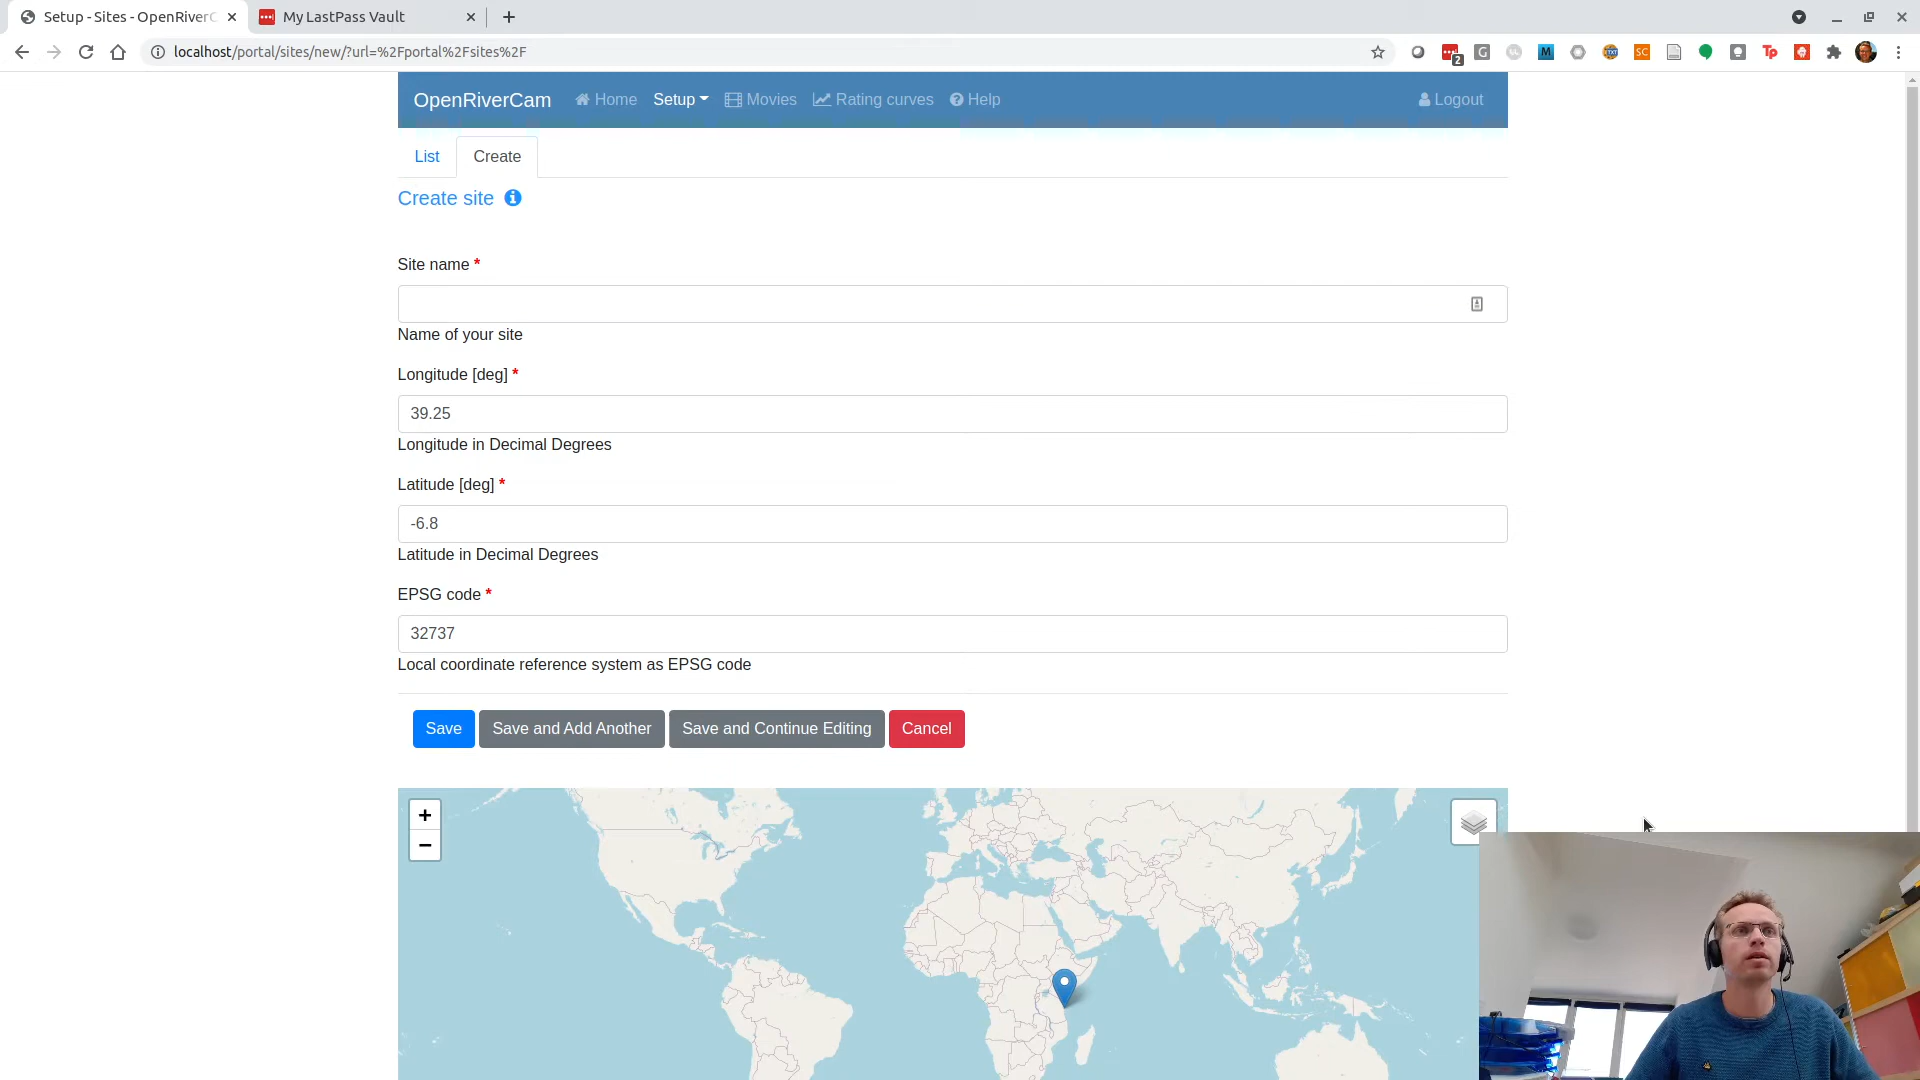 Setup - Sites - OpenRiverC
My LastPass Vault
localhost/portal/sites/new/?url=%2Fportal%2Fsites%2F
2
OpenRiverCam
Home
Setup
Movies
Rating curves
Help
Logout
List
Create
Create site
Site name *
Name of your site
Longitude [deg] *
39.25
Longitude in Decimal Degrees
Latitude [deg] *
-6.8
Latitude in Decimal Degrees
EPSG code *
32737
Local coordinate reference system as EPSG code
Save
Save and Add Another
Save and Continue Editing
Cancel
+
−